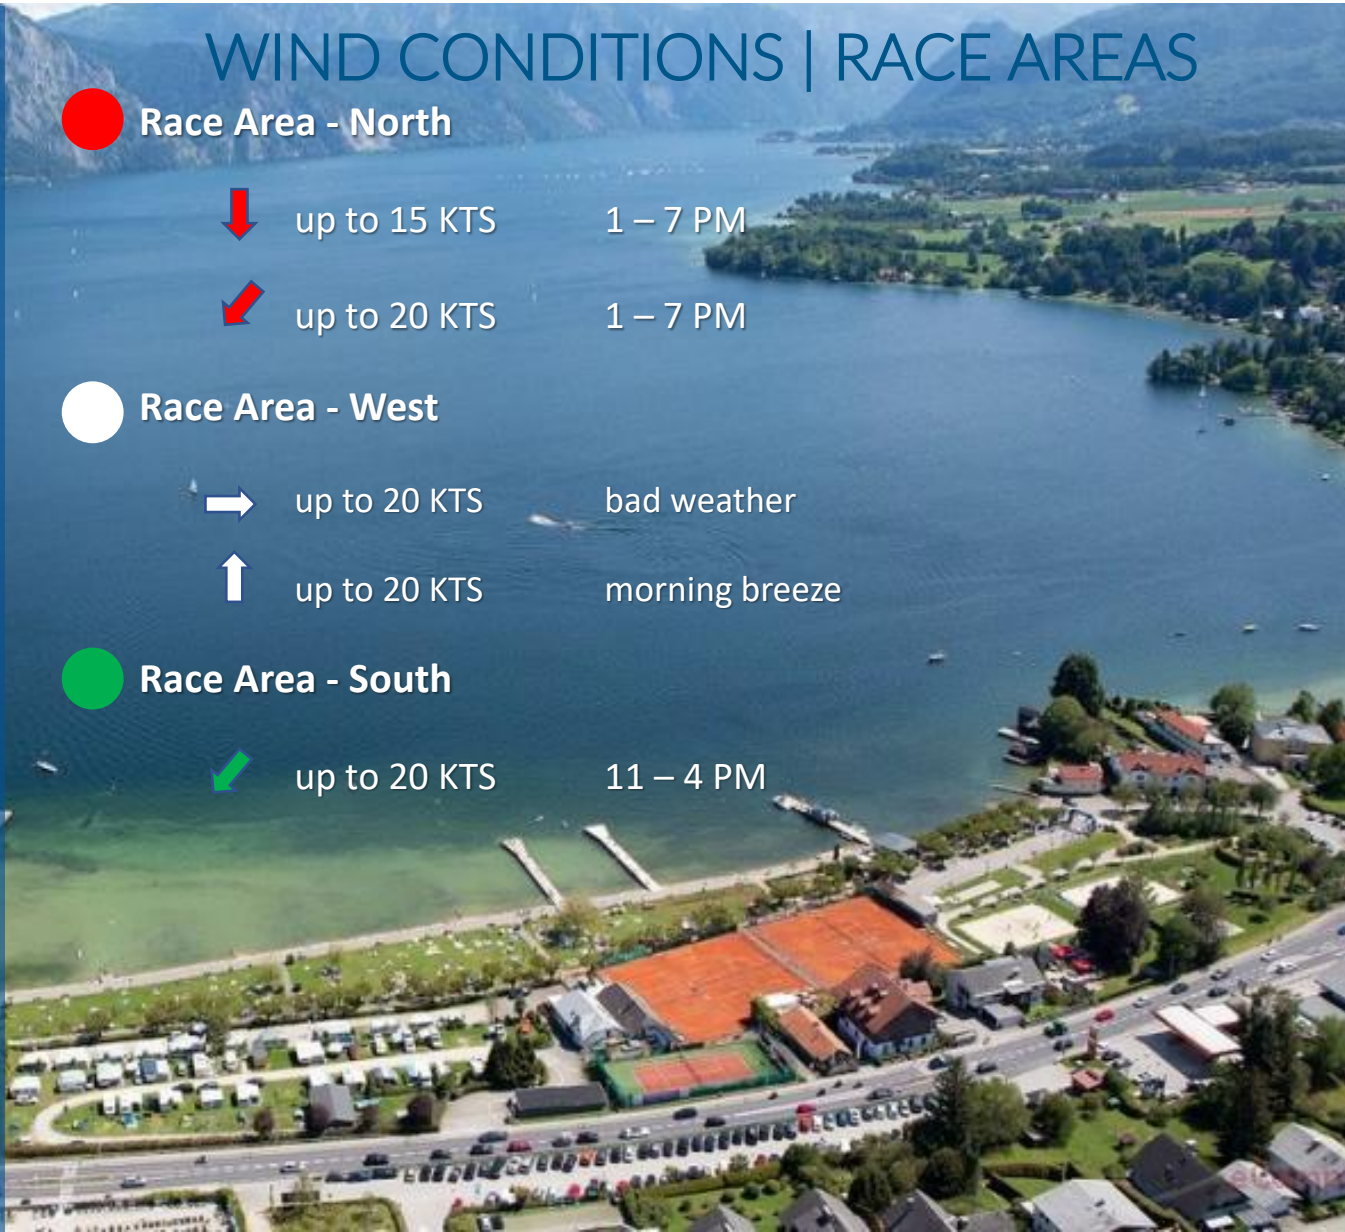 WIND CONDITIONS | RACE AREAS
Race Area - North
up to 15 KTS 1 – 7 PM
up to 20 KTS 1 – 7 PM
Race Area - West
up to 20 KTS bad weather
up to 20 KTS morning breeze
Race Area - South
up to 20 KTS 11 – 4 PM